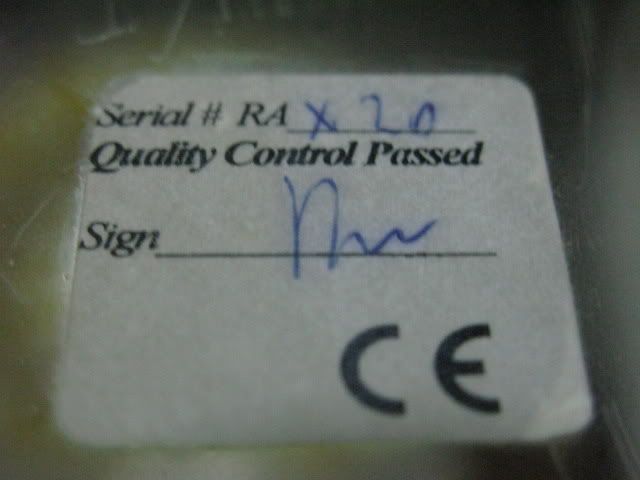 Serial # RA X20
Quality Control Passed
Sign
CE